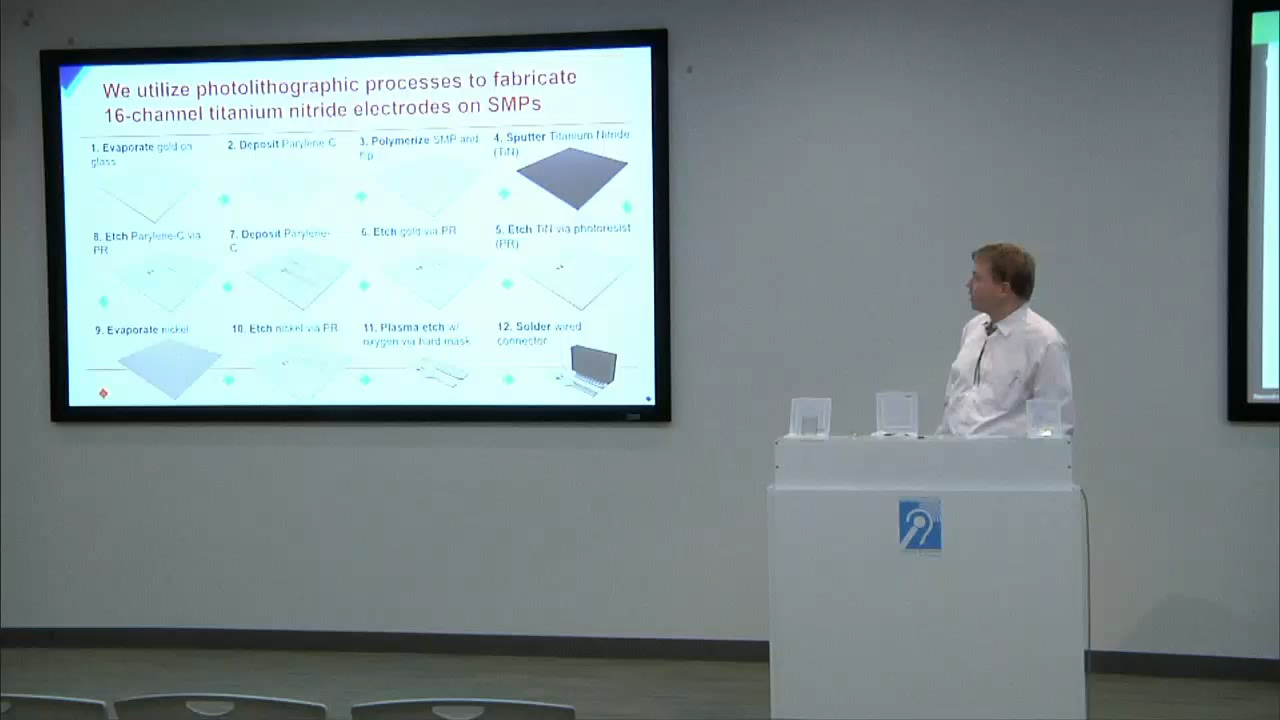 We utilize photolithographic processes to fabricate
16-channel titanium nitride electrodes on SMPs
1. Evaporate gold on
glass
2. Deposit Parylene C
3. Polymerize SMP and
flip
4. Sputter Titanium Nitride
(TiN)
8. Etch Parylene-C via
PR
7. Deposit Parylene-
C
6. Etch gold via PR
5. Etch TiN via photoresist
(PR)
9. Evaporate nickel
10. Etch nickel via PR
11. Plasma etch w/
oxygen via hard mask
12. Solder wired
connector